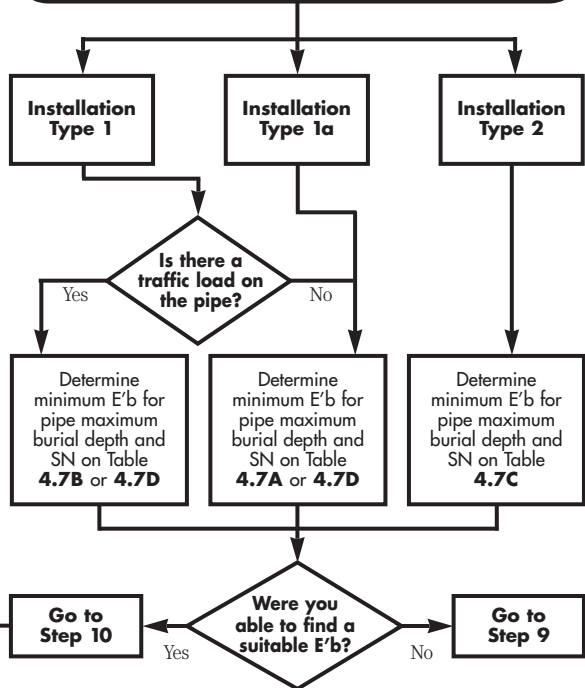 Installation
Type 1
Installation
Type 1a
Installation
Type 2
Is there a
traffic load on
the pipe?
Yes
No
Determine
minimum E'b for
pipe maximum
burial depth and
SN on Table
4.7B or 4.7D
Determine
minimum E'b for
pipe maximum
burial depth and
SN on Table
4.7A or 4.7D
Determine
minimum E'b for
pipe maximum
burial depth and
SN on Table
4.7C
Go to
Step 10
Were you
able to find a
suitable E'b?
Go to
Step 9
Yes
No